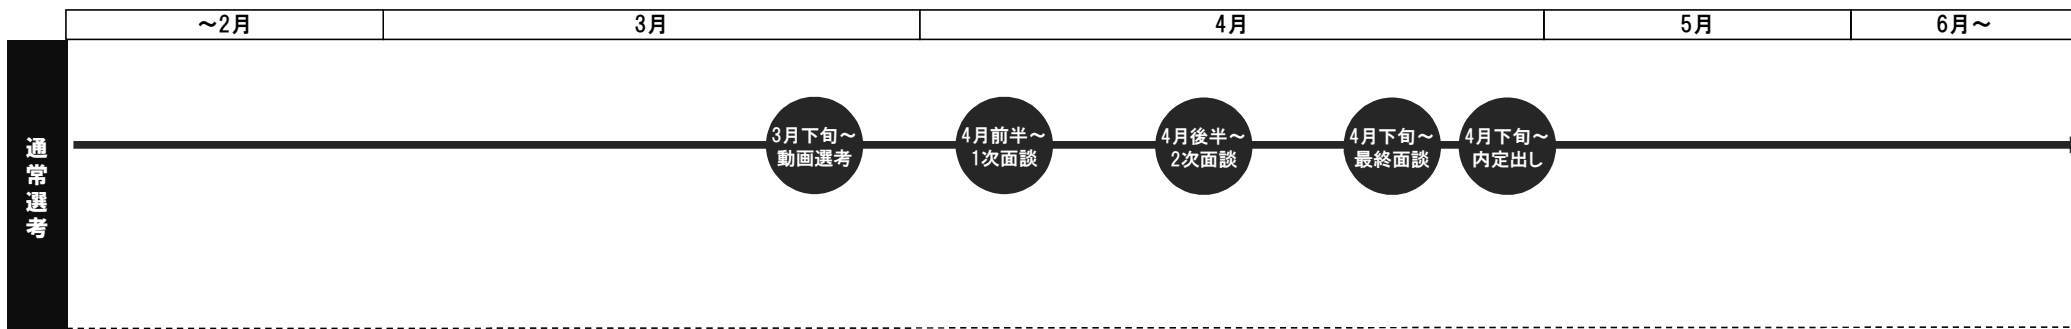 ～2月
3月
4月
5月
6月～
通常選考
3月下旬～
動画選考
4月前半～
1次面談
4月後半～
2次面談
4月下旬～
最終面談
4月下旬～
内定出し